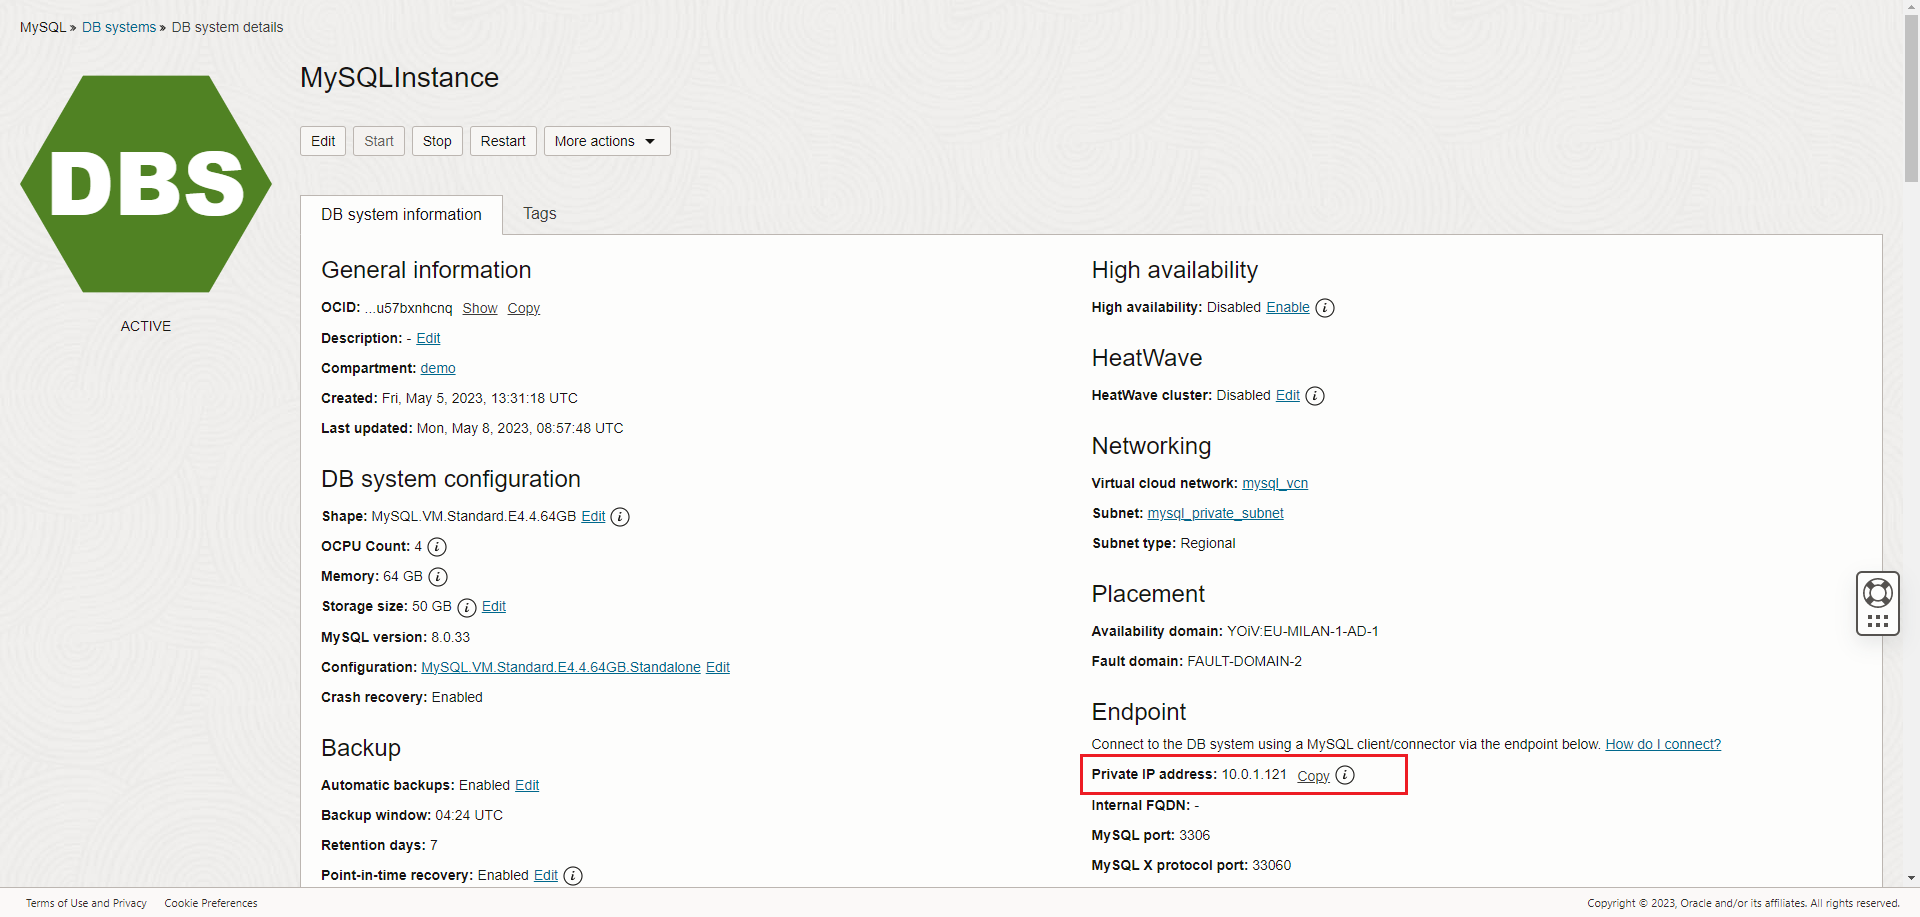 MySQL » DB systems » DB system details
DBS
ACTIVE
MySQLInstance
Edit
Start
Stop
Restart
More actions
DB system information
Tags
General information
OCID: ...u57bxnhcnq Show Copy
Description: - Edit
Compartment: demo
Created: Fri, May 5, 2023, 13:31:18 UTC
Last updated: Mon, May 8, 2023, 08:57:48 UTC
DB system configuration
Shape: MySQL.VM.Standard.E4.4.64GB Edit i
OCPU Count: 4 i
Memory: 64 GB i
Storage size: 50 GB i Edit
MySQL version: 8.0.33
Configuration: MySQL.VM.Standard.E4.4.64GB.Standalone Edit
Crash recovery: Enabled
Backup
Automatic backups: Enabled Edit
Backup window: 04:24 UTC
Retention days: 7
Point-in-time recovery: Enabled Edit i
High availability
High availability: Disabled Enable i
HeatWave
HeatWave cluster: Disabled Edit i
Networking
Virtual cloud network: mysql_vcn
Subnet: mysql_private_subnet
Subnet type: Regional
Placement
Availability domain: YOiV:EU-MILAN-1-AD-1
Fault domain: FAULT-DOMAIN-2
Endpoint
Connect to the DB system using a MySQL client/connector via the endpoint below. How do I connect?
Private IP address: 10.0.1.121 Copy i
Internal FQDN: -
MySQL port: 3306
MySQL X protocol port: 33060
Terms of Use and Privacy
Cookie Preferences
Copyright © 2023, Oracle and/or its affiliates. All rights reserved.